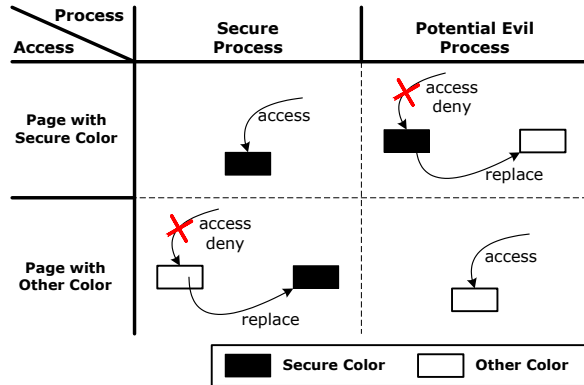 Process
Access
Secure
Process
Potential Evil
Process
Page with
Secure Color
access
access
deny
replace
Page with
Other Color
access
deny
replace
access
Secure Color
Other Color